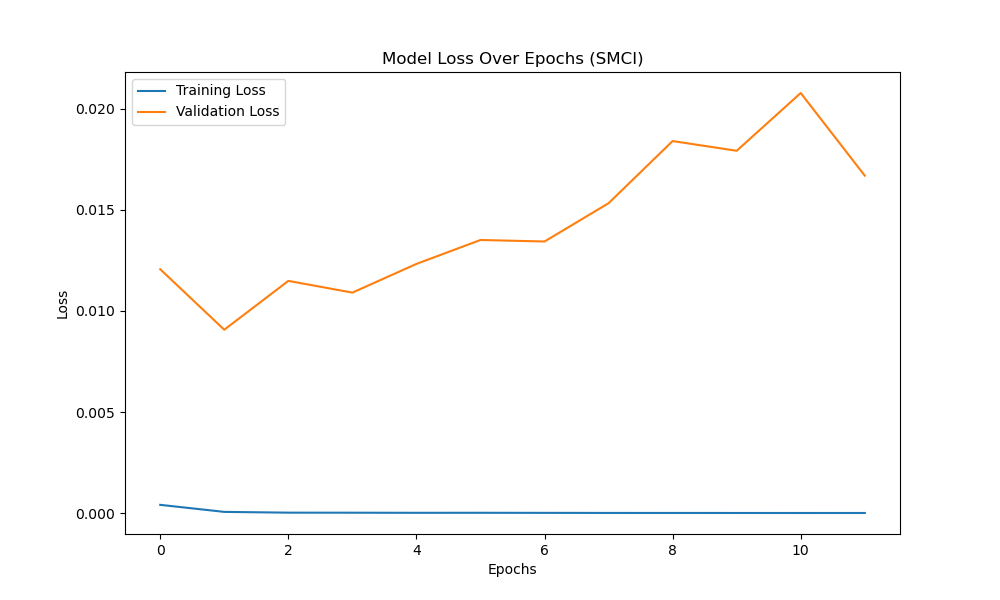 Model Loss Over Epochs (SMCI)
Training Loss
Validation Loss
0.020
0.015
0.010
0.005
0.000
Loss
0 2 4 6 8 10
Epochs